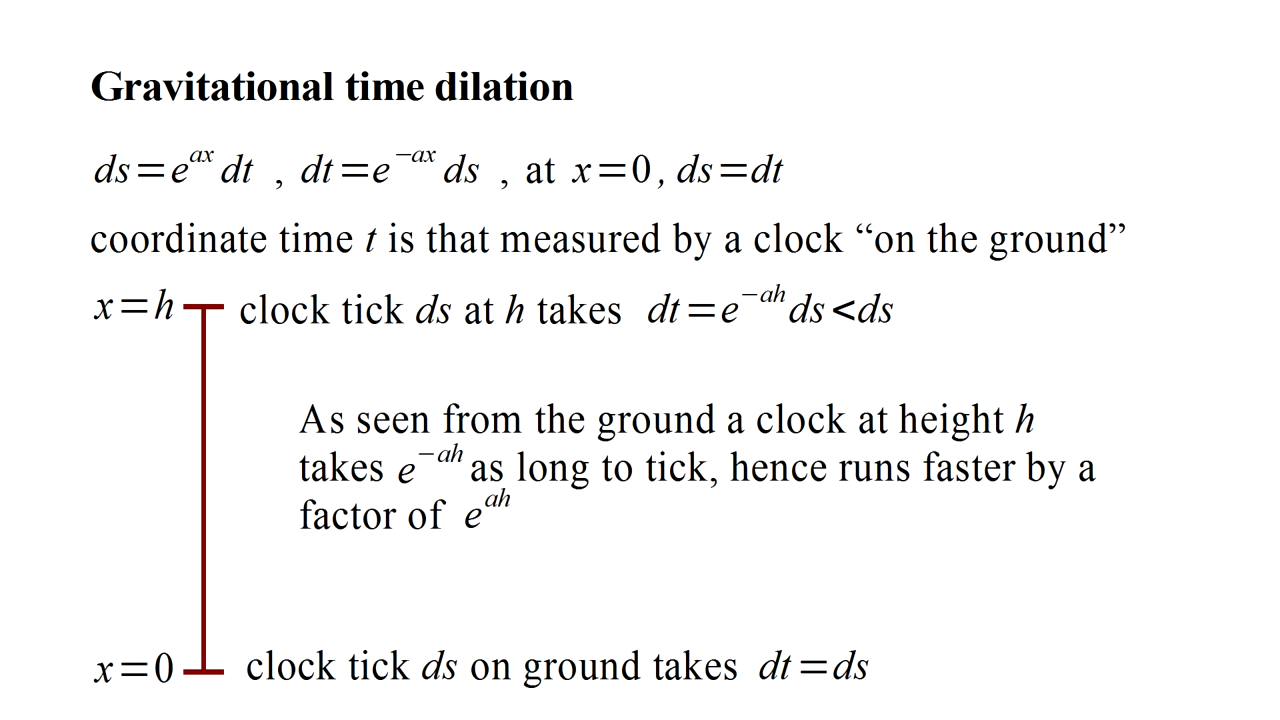 Gravitational time dilation
ds=e^{ax} dt , dt=e^{−ax} ds , at x=0, ds=dt
coordinate time t is that measured by a clock “on the ground”
x=h clock tick ds at h takes dt=e^{−ah} ds<ds
As seen from the ground a clock at height h
takes e^{−ah} as long to tick, hence runs faster by a
factor of e^{ah}
x=0 clock tick ds on ground takes dt=ds